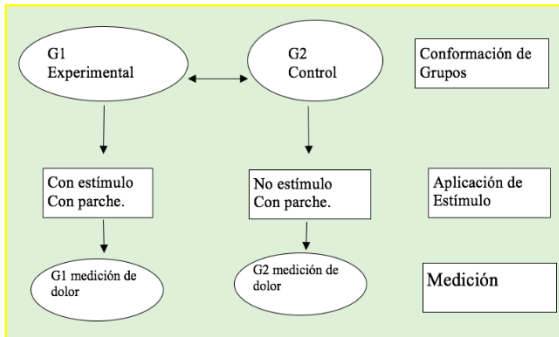 G1
Experimental
G2
Control
Conformación de
Grupos
Con estímulo
Con parche.
No estímulo
Con parche.
Aplicación de
Estímulo
G1 medición de
dolor
G2 medición de
dolor
Medición